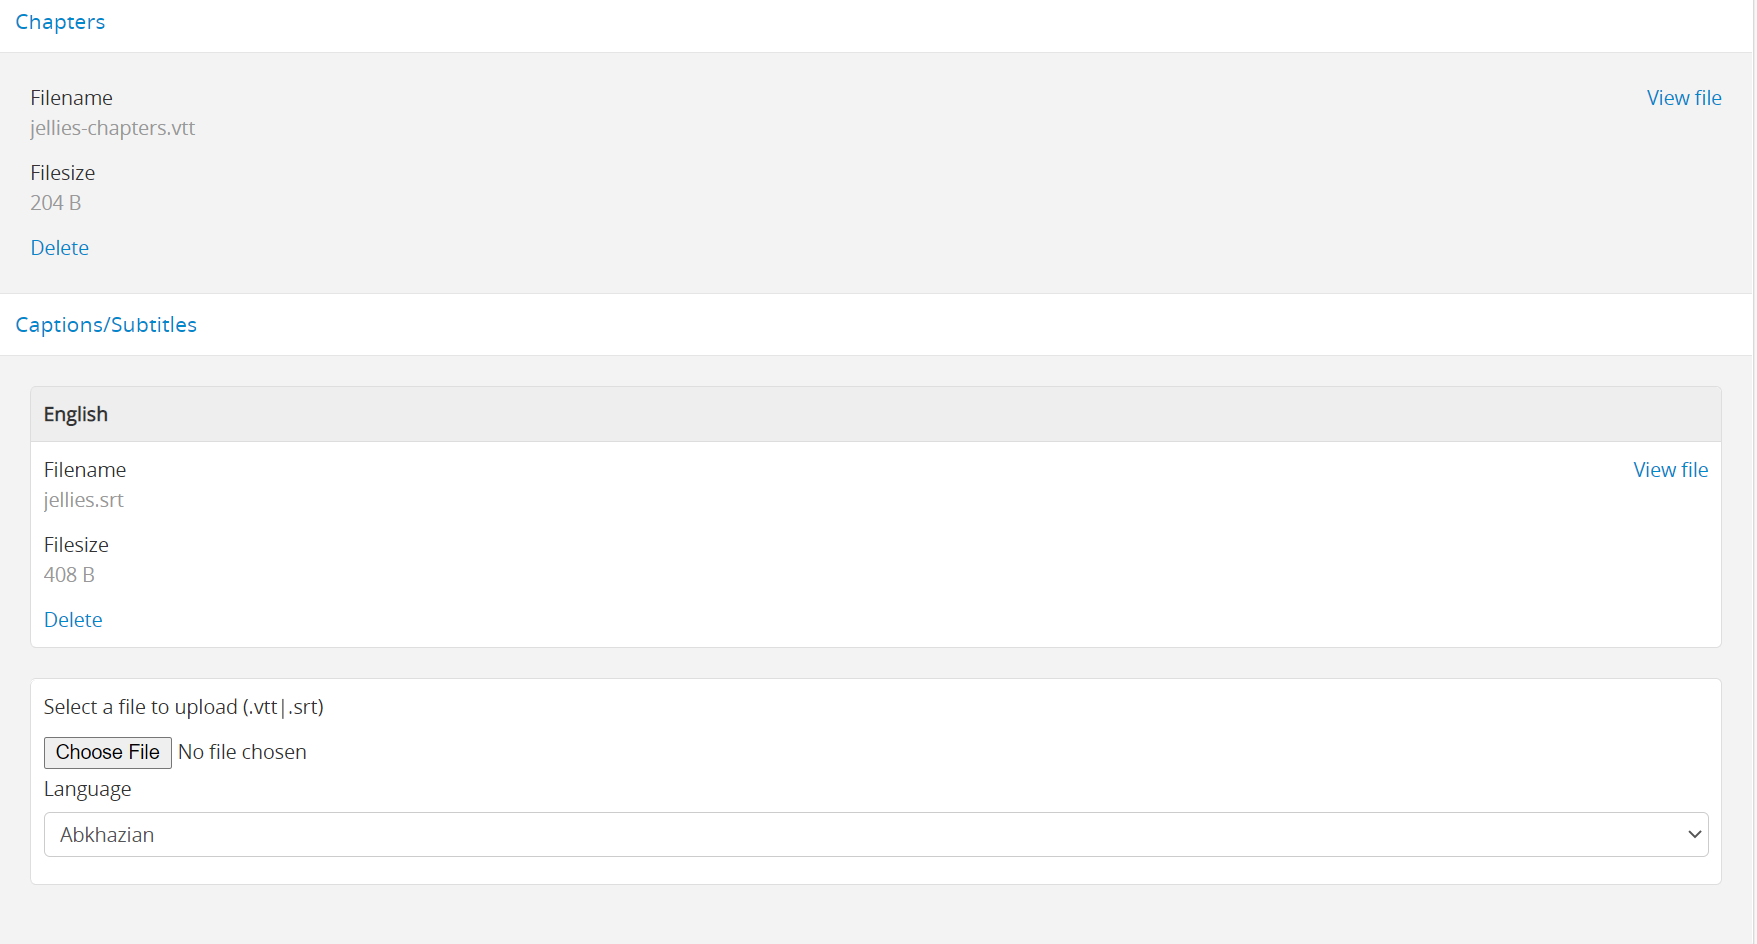 Chapters
Filename
View file
jellies-chapters.vtt
Filesize
204 B
Delete
Captions/Subtitles
English
Filename
View file
jellies.srt
Filesize
408 B
Delete
Select a file to upload (.vtt|.srt)
Choose File No file chosen
Language
Abkhazian